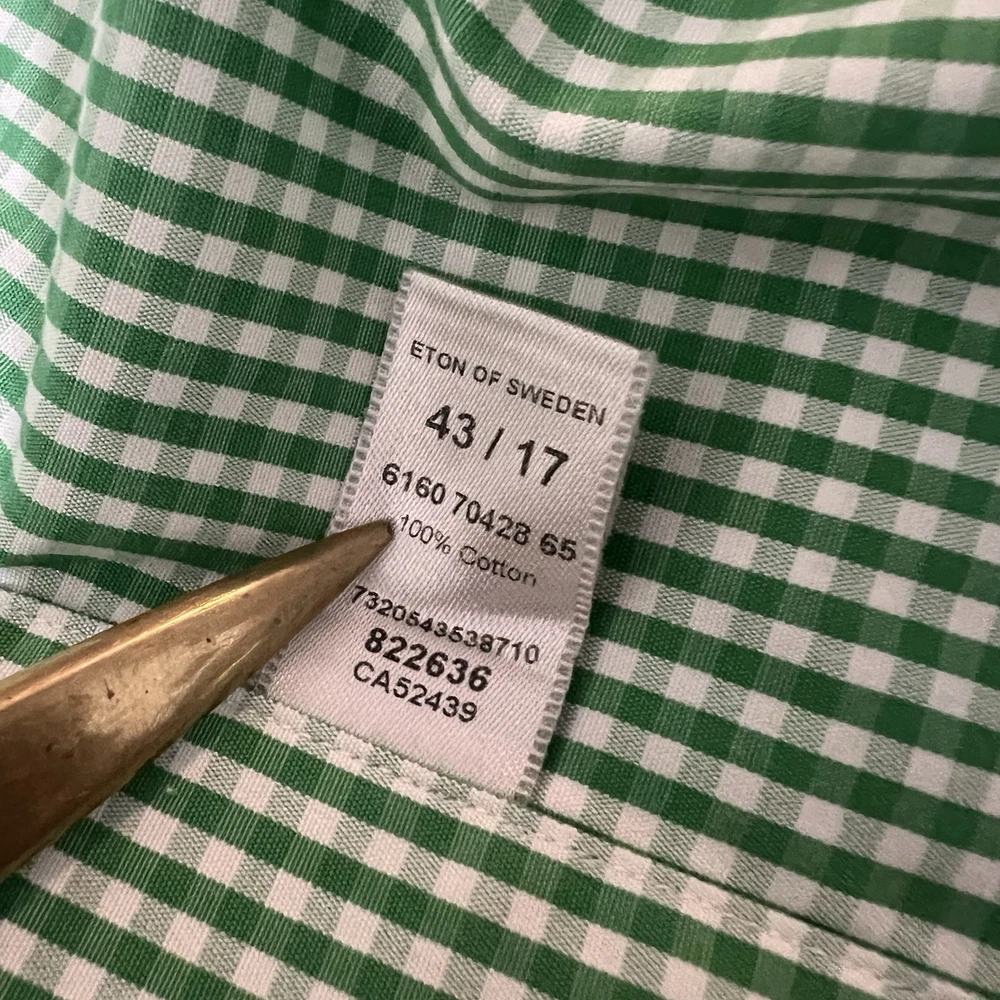 ETON OF SWEDEN
43 / 17
6160 70428 65
100% Cotton
7320543538710
822636
CA52439